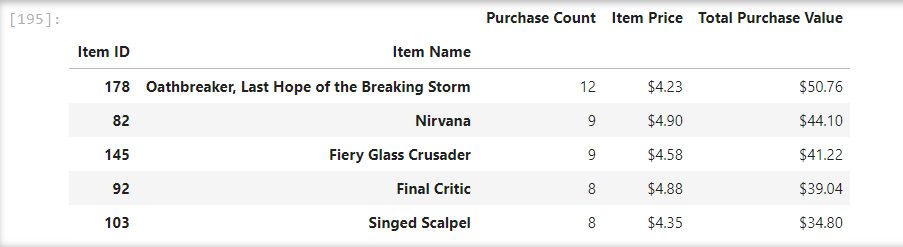 [195]:
Purchase Count Item Price Total Purchase Value
Item ID Item Name
178 Oathbreaker, Last Hope of the Breaking Storm 12 $4.23 $50.76
82 Nirvana 9 $4.90 $44.10
145 Fiery Glass Crusader 9 $4.58 $41.22
92 Final Critic 8 $4.88 $39.04
103 Singed Scalpel 8 $4.35 $34.80